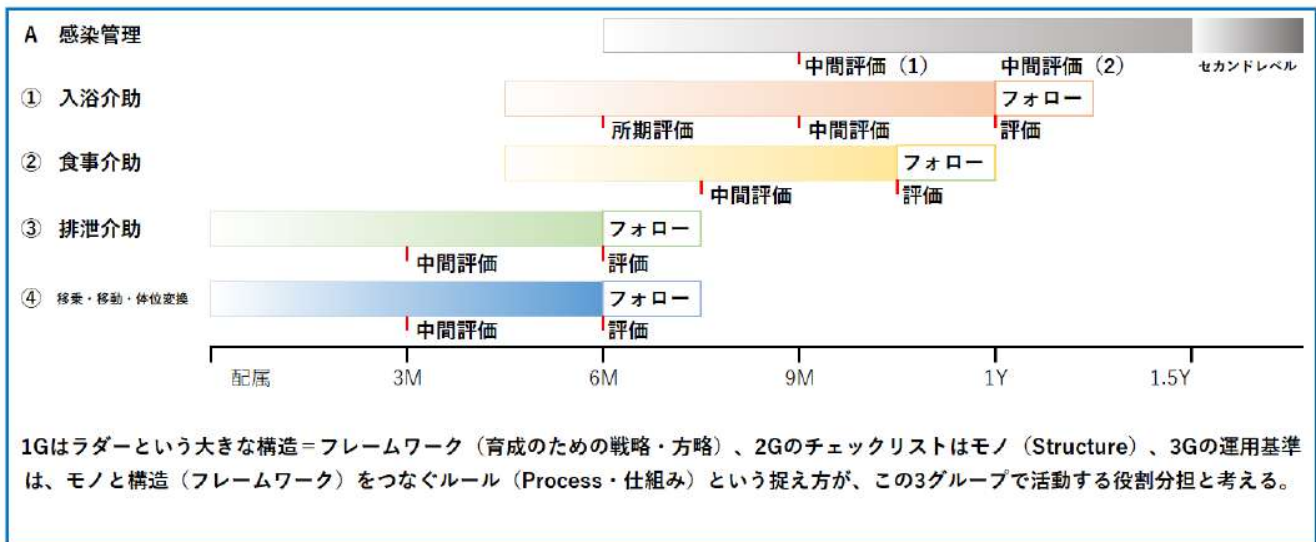 A 感染管理
中間評価（1） 中間評価（2） セカンドレベル
① 入浴介助 フォロー
所期評価 中間評価 評価
② 食事介助 フォロー
中間評価 評価
③ 排泄介助 フォロー
中間評価 評価
④ 移乗・移動・体位変換 フォロー
中間評価 評価
配属 3M 6M 9M 1Y 1.5Y
1Gはラダーという大きな構造＝フレームワーク（育成のための戦略・方略）、2Gのチェックリストはモノ（Structure）、3Gの運用基準
は、モノと構造（フレームワーク）をつなぐルール（Process・仕組み）という捉え方が、この3グループで活動する役割分担と考える。